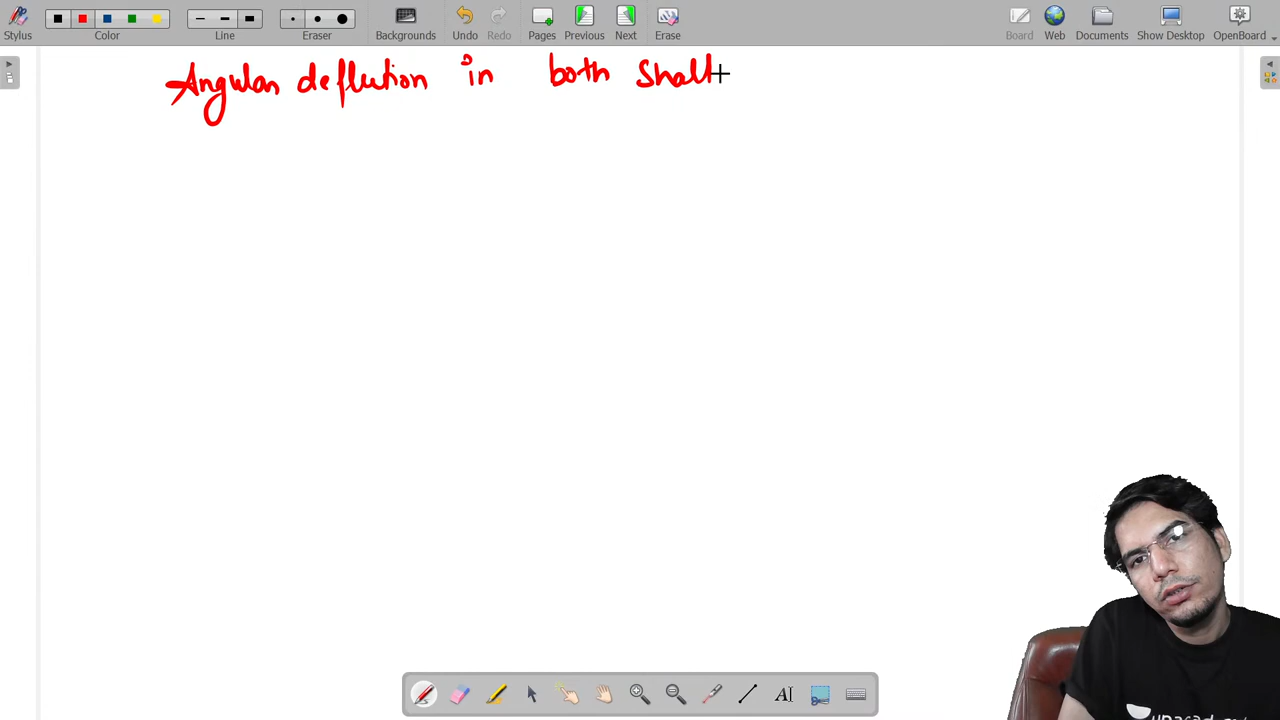 Stylus
Color
Line
Eraser
Backgrounds
Undo
Redo
Pages
Previous
Next
Erase
Board
Web
Documents
Show Desktop
OpenBoard
Angular deflution in both Shaft